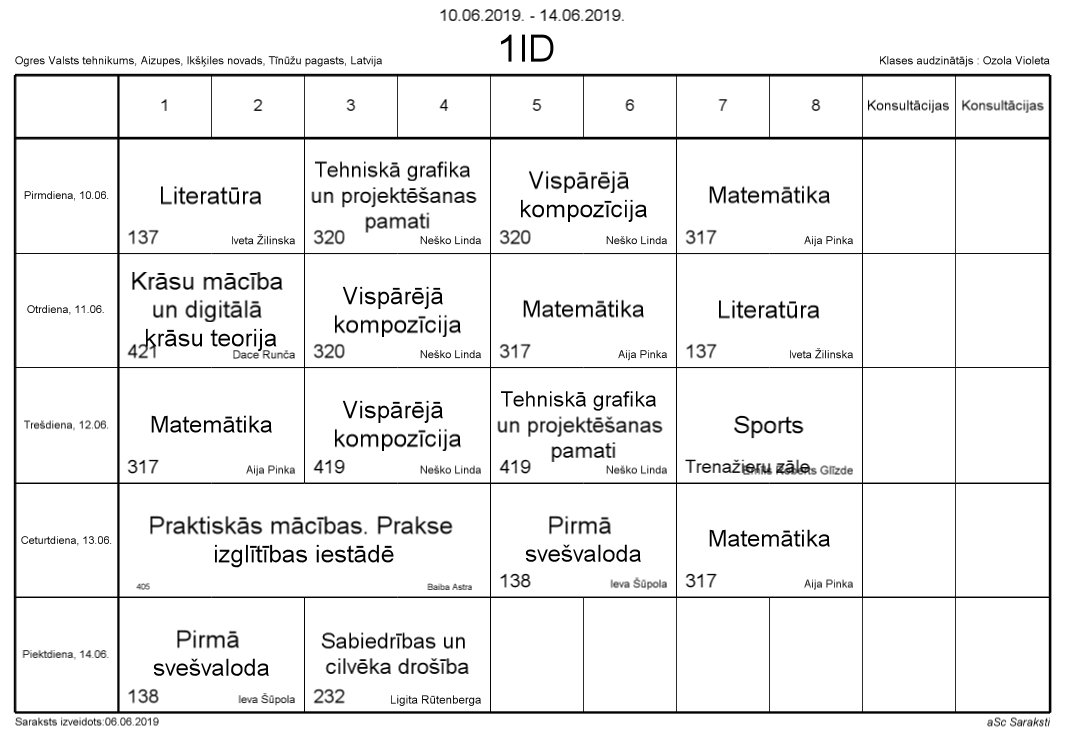 10.06.2019. - 14.06.2019.
1ID
Ogres Valsts tehnikums, Aizupes, Ikšķiles novads, Tīnūžu pagasts, Latvija
Klases audzinātājs : Ozola Violeta
1 2 3 4 5 6 7 8 Konsultācijas Konsultācijas
Pirmdiena, 10.06.
Literatūra
137 Iveta Žilinska
Tehniskā grafika
un projektēšanas
pamati
320 Neško Linda
Vispārējā
kompozīcija
320 Neško Linda
Matemātika
317 Aija Pinka
Otrdiena, 11.06.
Krāsu mācība
un digitālā
krāsu teorija
421 Dace Runča
Vispārējā
kompozīcija
320 Neško Linda
Matemātika
317 Aija Pinka
Literatūra
137 Iveta Žilinska
Trešdiena, 12.06.
Matemātika
317 Aija Pinka
Vispārējā
kompozīcija
419 Neško Linda
Tehniskā grafika
un projektēšanas
pamati
419 Neško Linda
Sports
Trenažieru zāle Emils Roberts Glīzde
Ceturtdiena, 13.06.
Praktiskās mācības. Prakse
izglītības iestādē
405 Baiba Astra
Pirmā
svešvaloda
138 Ieva Šūpola
Matemātika
317 Aija Pinka
Piektdiena, 14.06.
Pirmā
svešvaloda
138 Ieva Šūpola
Sabiedrības un
cilvēka drošība
232 Ligita Rūtenberga
Saraksts izveidots:06.06.2019
aSc Saraksti